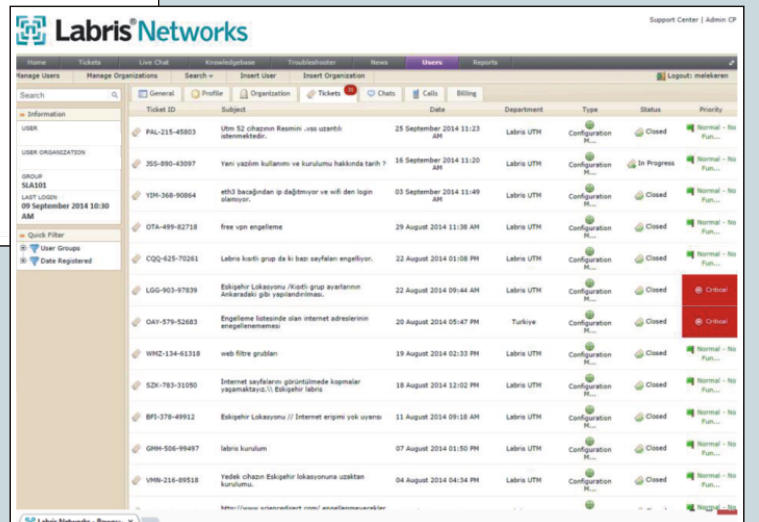 Labris® Networks
Support Center | Admin CP
Home Tickets Live Chat Knowledgebase Troubleshooter News Users Reports
Manage Users Manage Organizations Search Insert User Insert Organization Logout: melekaren
Search General Profile Organization Tickets Chats Calls Billing
Information
USER
USER ORGANIZATION
GROUP
SLA101
LAST LOGIN
09 September 2014 10:30
AM
Quick Filter
User Groups
Date Registered
Ticket ID Subject Date Department Type Status Priority
PAL-215-45803 Utm 52 cihazının Resmini .vss uzantılı istenmektedir. 25 September 2014 11:23 AM Labris UTM Configuration M... Closed Normal - No Fun...
JSS-890-43097 Yeni yazılım kullanımı ve kurulumu hakkında tarih ? 16 September 2014 11:20 AM Labris UTM Configuration M... In Progress Normal - No Fun...
YIM-368-90864 eth3 bacağından ip dağıtmıyor ve wifi den login olamıyor. 03 September 2014 11:49 AM Labris UTM Configuration M... Closed Normal - No Fun...
OTA-499-82718 free vpn engelleme 29 August 2014 11:38 AM Labris UTM Configuration M... Closed Normal - No Fun...
CQQ-625-70261 Labris kısıtlı grup da ki bazı sayfaları engelliyor. 22 August 2014 01:08 PM Labris UTM Configuration M... Closed Normal - No Fun...
LGG-903-97839 Eskişehir Lokasyonu /Kısıtlı grup ayarlarının Ankaradaki gibi yapılandırılması. 22 August 2014 09:44 AM Labris UTM Configuration M... Closed Critical
OAY-579-52683 Engelleme listesinde olan internet adreslerinin enegellenememesi 20 August 2014 05:47 PM Turkiye Configuration M... Closed Critical
WMZ-134-61318 web filtre grubları 19 August 2014 02:33 PM Labris UTM Configuration M... Closed Normal - No Fun...
SZK-783-31050 Internet sayfalarını görüntülmede kopmalar yaşamaktayız.\\ Eskişehir labris 18 August 2014 12:02 PM Labris UTM Configuration M... Closed Normal - No Fun...
BFI-378-49912 Eskişehir Lokasyonu // Internet erişimi yok uyarısı 11 August 2014 09:18 AM Labris UTM Configuration M... Closed Normal - No Fun...
GMH-506-99497 labris kurulum 07 August 2014 01:50 PM Labris UTM Configuration M... Closed Normal - No Fun...
VMN-216-89518 Yedek cihazın Eskişehir lokasyonuna uzaktan kurulumu. 04 August 2014 04:34 PM Labris UTM Configuration M... Closed Normal - No Fun...
Normal - No